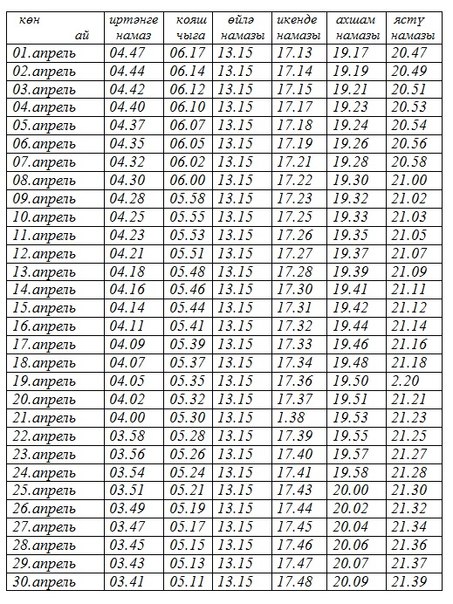 көн иртәнге кояш өйлә икенде ахшам ястү
ай намаз чыга намазы намазы намазы намазы
01.апрель 04.47 06.17 13.15 17.13 19.17 20.47
02.апрель 04.44 06.14 13.15 17.14 19.19 20.49
03.апрель 04.42 06.12 13.15 17.15 19.21 20.51
04.апрель 04.40 06.10 13.15 17.17 19.23 20.53
05.апрель 04.37 06.07 13.15 17.18 19.24 20.54
06.апрель 04.35 06.05 13.15 17.19 19.26 20.56
07.апрель 04.32 06.02 13.15 17.21 19.28 20.58
08.апрель 04.30 06.00 13.15 17.22 19.30 21.00
09.апрель 04.28 05.58 13.15 17.23 19.32 21.02
10.апрель 04.25 05.55 13.15 17.25 19.33 21.03
11.апрель 04.23 05.53 13.15 17.26 19.35 21.05
12.апрель 04.21 05.51 13.15 17.27 19.37 21.07
13.апрель 04.18 05.48 13.15 17.28 19.39 21.09
14.апрель 04.16 05.46 13.15 17.30 19.41 21.11
15.апрель 04.14 05.44 13.15 17.31 19.42 21.12
16.апрель 04.11 05.41 13.15 17.32 19.44 21.14
17.апрель 04.09 05.39 13.15 17.33 19.46 21.16
18.апрель 04.07 05.37 13.15 17.34 19.48 21.18
19.апрель 04.05 05.35 13.15 17.36 19.50 2.20
20.апрель 04.02 05.32 13.15 17.37 19.51 21.21
21.апрель 04.00 05.30 13.15 1.38 19.53 21.23
22.апрель 03.58 05.28 13.15 17.39 19.55 21.25
23.апрель 03.56 05.26 13.15 17.40 19.57 21.27
24.апрель 03.54 05.24 13.15 17.41 19.58 21.28
25.апрель 03.51 05.21 13.15 17.43 20.00 21.30
26.апрель 03.49 05.19 13.15 17.44 20.02 21.32
27.апрель 03.47 05.17 13.15 17.45 20.04 21.34
28.апрель 03.45 05.15 13.15 17.46 20.06 21.36
29.апрель 03.43 05.13 13.15 17.47 20.07 21.37
30.апрель 03.41 05.11 13.15 17.48 20.09 21.39